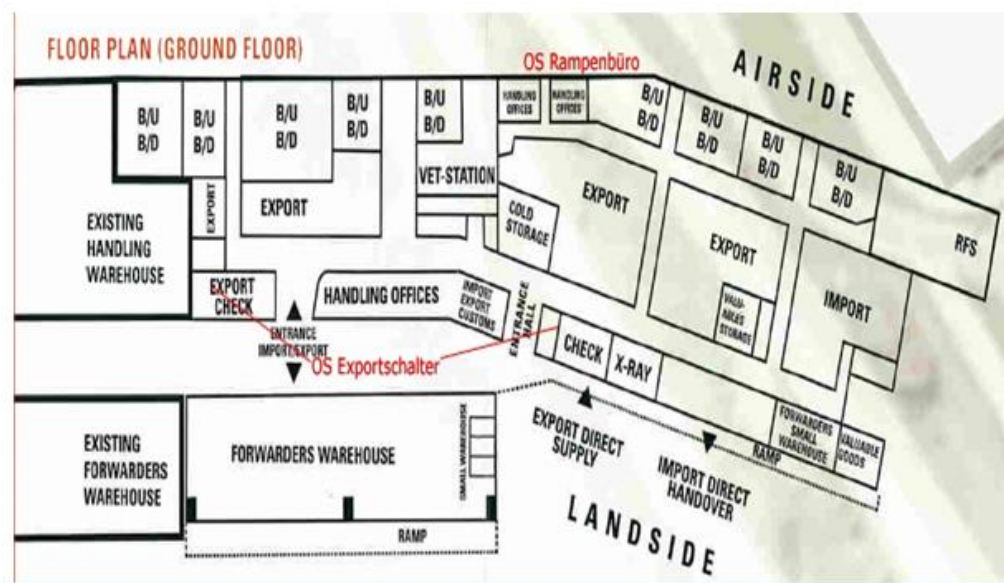 FLOOR PLAN (GROUND FLOOR)
OS Rampenbüro
AIRSIDE
B/U
B/D
B/U
B/D
B/U
B/D
B/U
B/D
B/U
B/D
HANDLING
OFFICES
HANDLING
OFFICES
B/U
B/D
B/U
B/D
B/U
B/D
B/U
B/D
EXISTING
HANDLING
WAREHOUSE
EXPORT
EXPORT
VET-STATION
COLD
STORAGE
EXPORT
EXPORT
RFS
EXPORT
CHECK
HANDLING OFFICES
IMPORT
EXPORT
CUSTOMS
ENTRANCE
HALL
VALU-
ABLES
STORAGE
IMPORT
ENTRANCE
IMPORT/EXPORT
OS Exportschalter
CHECK
X-RAY
EXISTING
FORWARDERS
WAREHOUSE
FORWARDERS WAREHOUSE
SMALL WAREHOUSE
EXPORT DIRECT
SUPPLY
IMPORT DIRECT
HANDOVER
RAMP
FORWARDERS
SMALL
WAREHOUSE
VALUABLE
GOODS
RAMP
LANDSIDE